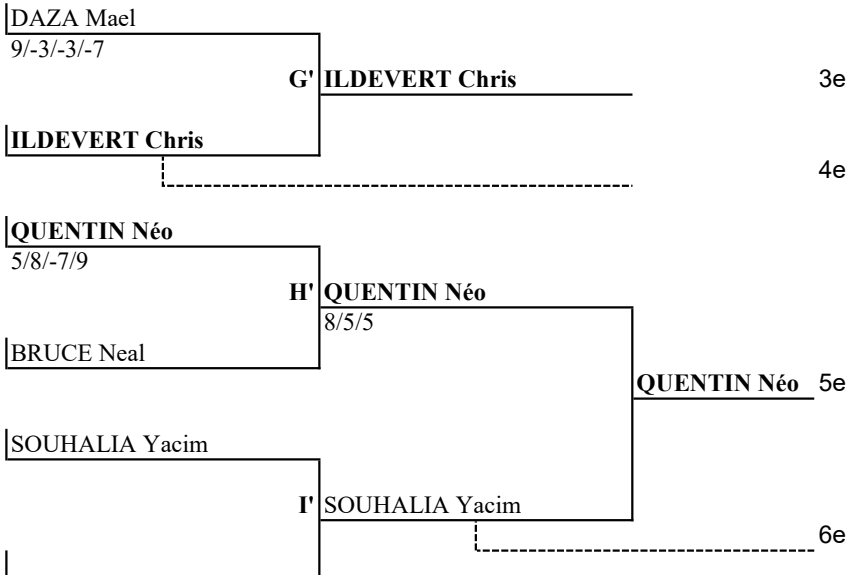 DAZA Mael
9/-3/-3/-7
G' ILDEVERT Chris 3e
ILDEVERT Chris
4e
QUENTIN Néo
5/8/-7/9
H' QUENTIN Néo
8/5/5
BRUCE Neal
QUENTIN Néo 5e
SOUHALIA Yacim
I' SOUHALIA Yacim
6e